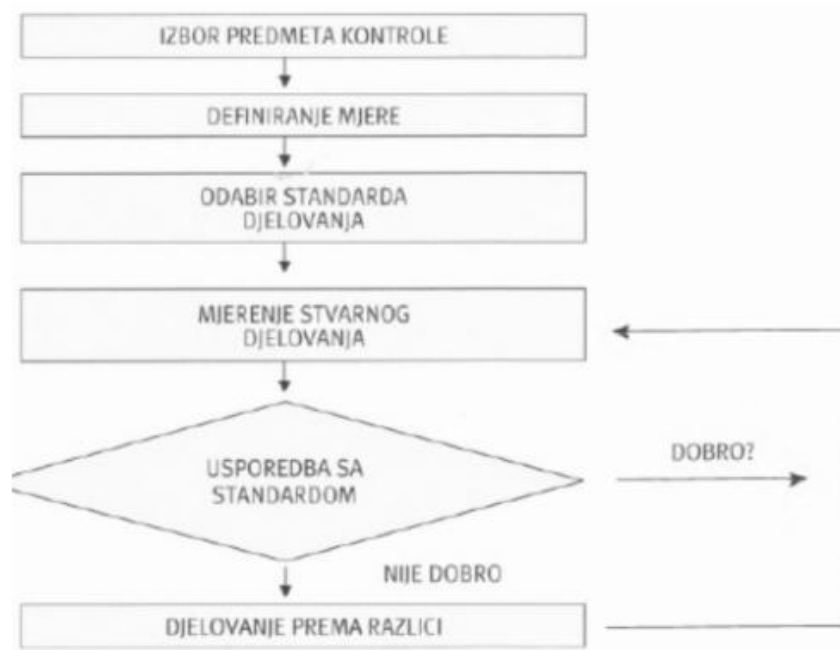 IZBOR PREDMETA KONTROLE
DEFINIRANJE MJERE
ODABIR STANDARDA
DJELOVANJA
MJERENJE STVARNOG
DJELOVANJA
USPOREDBA SA
STANDARDOM
DOBRO?
NIJE DOBRO
DJELOVANJE PREMA RAZLICI